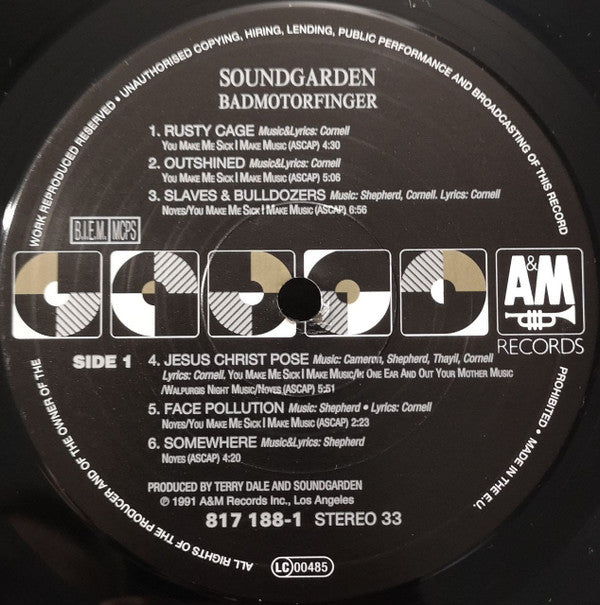 WORK REPRODUCED RESERVED • UNAUTHORISED COPYING, HIRING, LENDING, PUBLIC PERFORMANCE AND BROADCASTING OF THIS RECORD
SOUNDGARDEN
BADMOTORFINGER
1. RUSTY CAGE Music&Lyrics: Cornell
YOU MAKE ME SICK I MAKE MUSIC (ASCAP) 4:30
2. OUTSHINED Music&Lyrics: Cornell
YOU MAKE ME SICK I MAKE MUSIC (ASCAP) 5:06
3. SLAVES & BULLDOZERS Music: Shepherd, Cornell. Lyrics: Cornell
NOYES/YOU MAKE ME SICK I MAKE MUSIC (ASCAP) 6:56
B.I.E.M. MCPS
A&M
RECORDS
SIDE 1
4. JESUS CHRIST POSE Music: Cameron, Shepherd, Thayil, Cornell
Lyrics: Cornell. YOU MAKE ME SICK I MAKE MUSIC/IN ONE EAR AND OUT YOUR MOTHER MUSIC
/WALPURGIS NIGHT MUSIC/NOYES (ASCAP) 5:51
5. FACE POLLUTION Music: Shepherd • Lyrics: Cornell
NOYES/YOU MAKE ME SICK I MAKE MUSIC (ASCAP) 2:23
6. SOMEWHERE Music&Lyrics: Shepherd
NOYES (ASCAP) 4:20
PRODUCED BY TERRY DALE AND SOUNDGARDEN
℗ 1991 A&M Records Inc., Los Angeles
817 188-1 STEREO 33
LC 00485
PROHIBITED • MADE IN THE E.U.
ALL RIGHTS OF THE PRODUCER AND OF THE OWNER OF THE